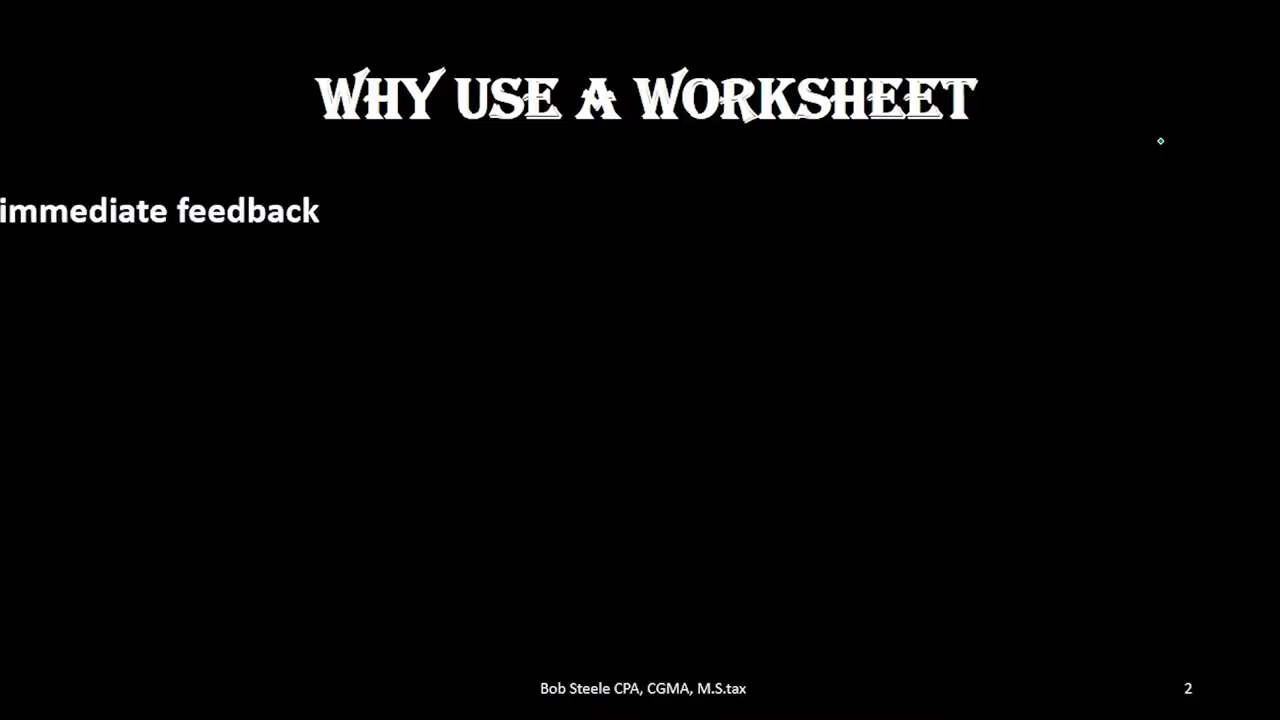 WHY USE A WORKSHEET
immediate feedback
Bob Steele CPA, CGMA, M.S.tax
2